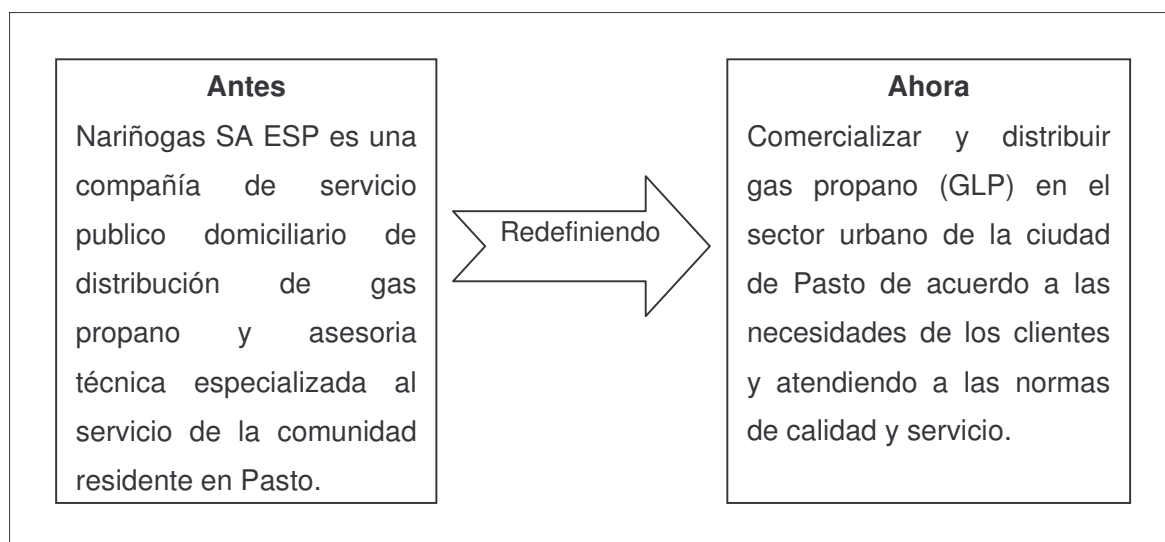 Antes
Nariñogas SA ESP es una
compañía de servicio
publico domiciliario de
distribución de gas
propano y asesoria
técnica especializada al
servicio de la comunidad
residente en Pasto.
Redefiniendo
Ahora
Comercializar y distribuir
gas propano (GLP) en el
sector urbano de la ciudad
de Pasto de acuerdo a las
necesidades de los clientes
y atendiendo a las normas
de calidad y servicio.